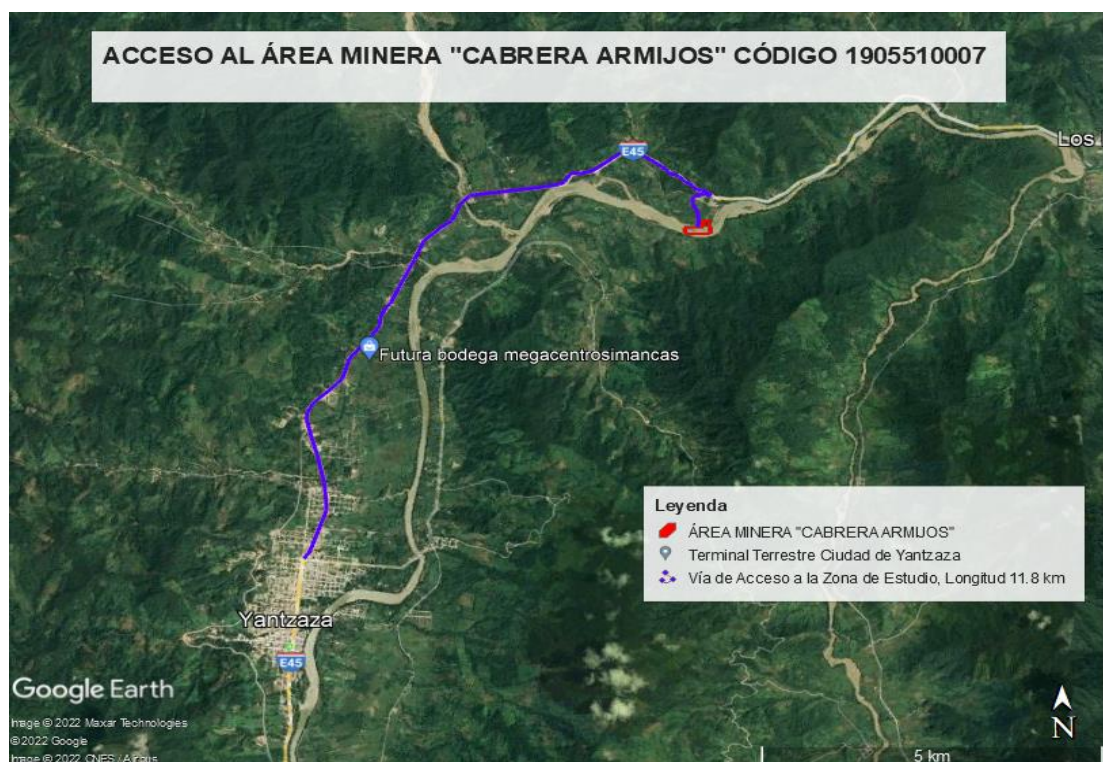 ACCESO AL ÁREA MINERA "CABRERA ARMIJOS" CÓDIGO 1905510007
E45
Los
Futura bodega megacentrosimancas
Leyenda
ÁREA MINERA "CABRERA ARMIJOS"
Terminal Terrestre Ciudad de Yantzaza
Vía de Acceso a la Zona de Estudio, Longitud 11.8 km
Yantzaza
E45
Google Earth
Image © 2022 Maxar Technologies
© 2022 Google
Image © 2022 CNES / Airbus
N
5 km